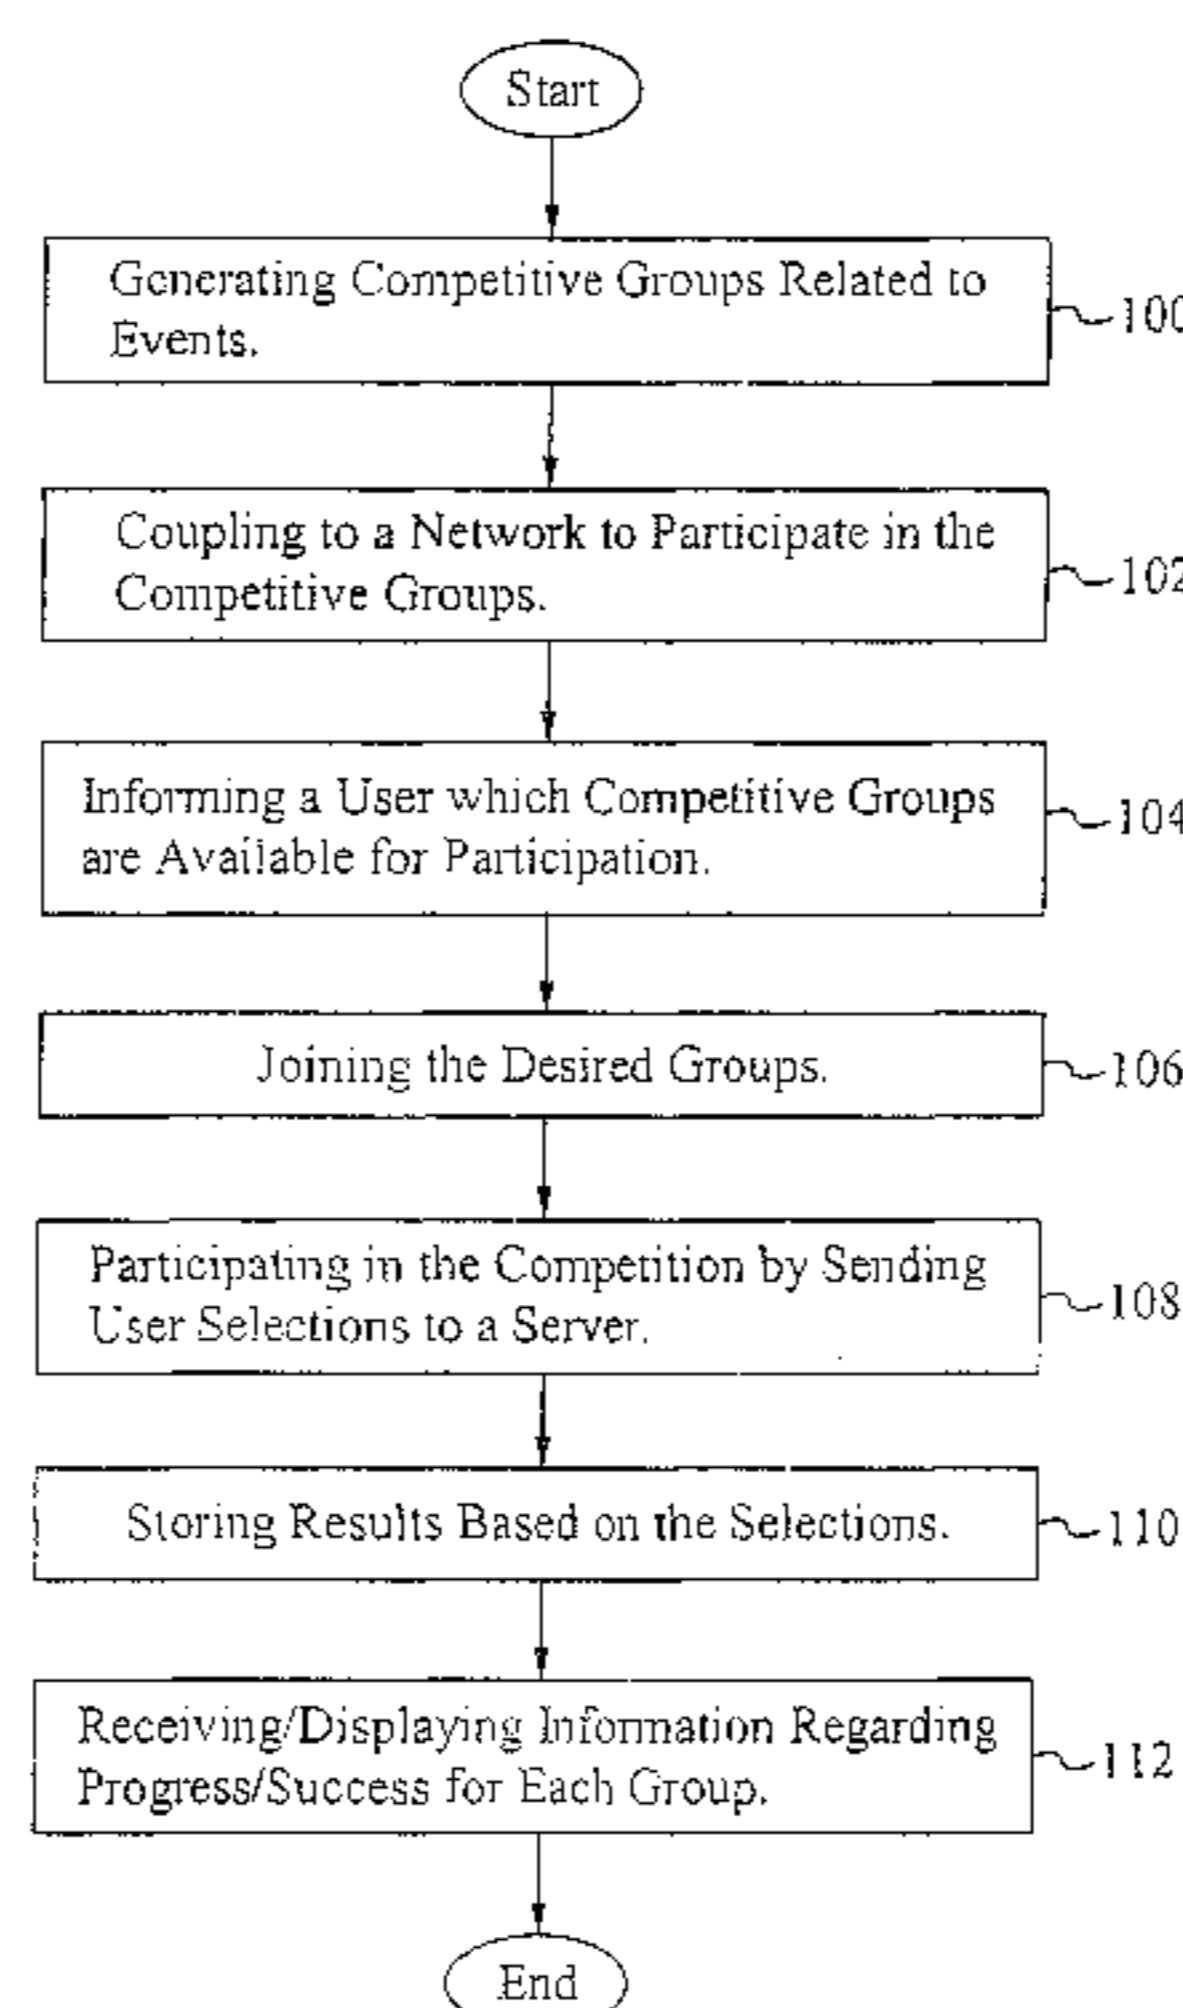 Start
Generating Competitive Groups Related to
Events.
100
Coupling to a Network to Participate in the
Competitive Groups.
102
Informing a User which Competitive Groups
are Available for Participation.
104
Joining the Desired Groups.
106
Participating in the Competition by Sending
User Selections to a Server.
108
Storing Results Based on the Selections.
110
Receiving/Displaying Information Regarding
Progress/Success for Each Group.
112
End